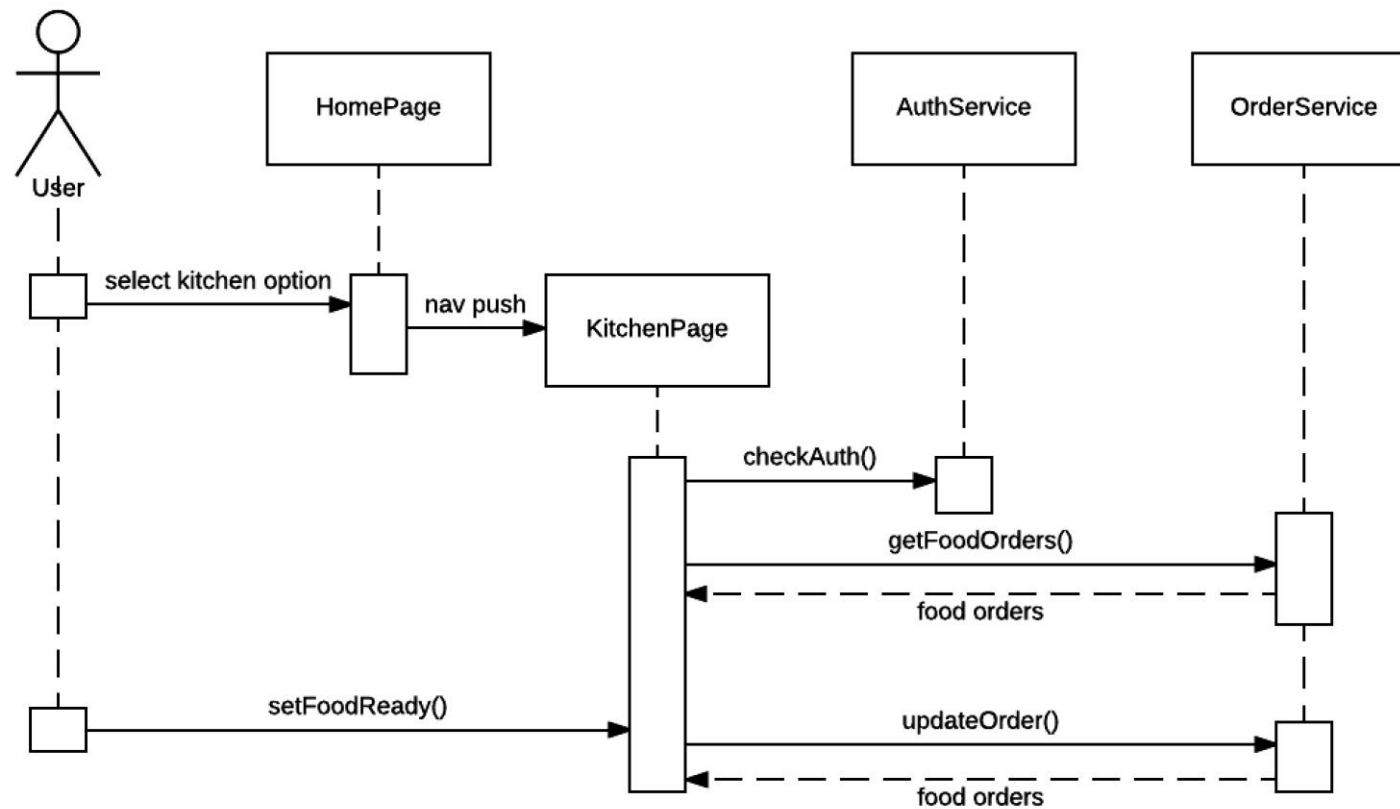 HomePage
AuthService
OrderService
User
select kitchen option
nav push
KitchenPage
checkAuth()
getFoodOrders()
food orders
setFoodReady()
updateOrder()
food orders